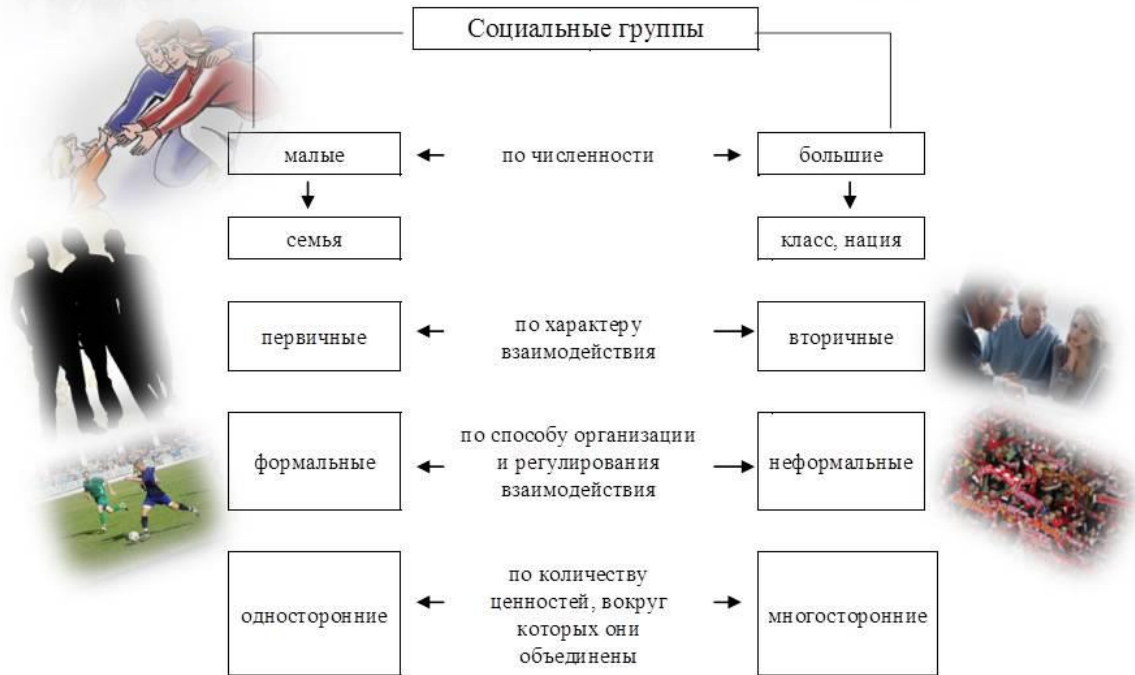 Социальные группы
малые
по численности
большие
семья
класс, нация
первичные
по характеру
взаимодействия
вторичные
формальные
по способу организации
и регулирования
взаимодействия
неформальные
односторонние
по количеству
ценностей, вокруг
которых они
объединены
многосторонние